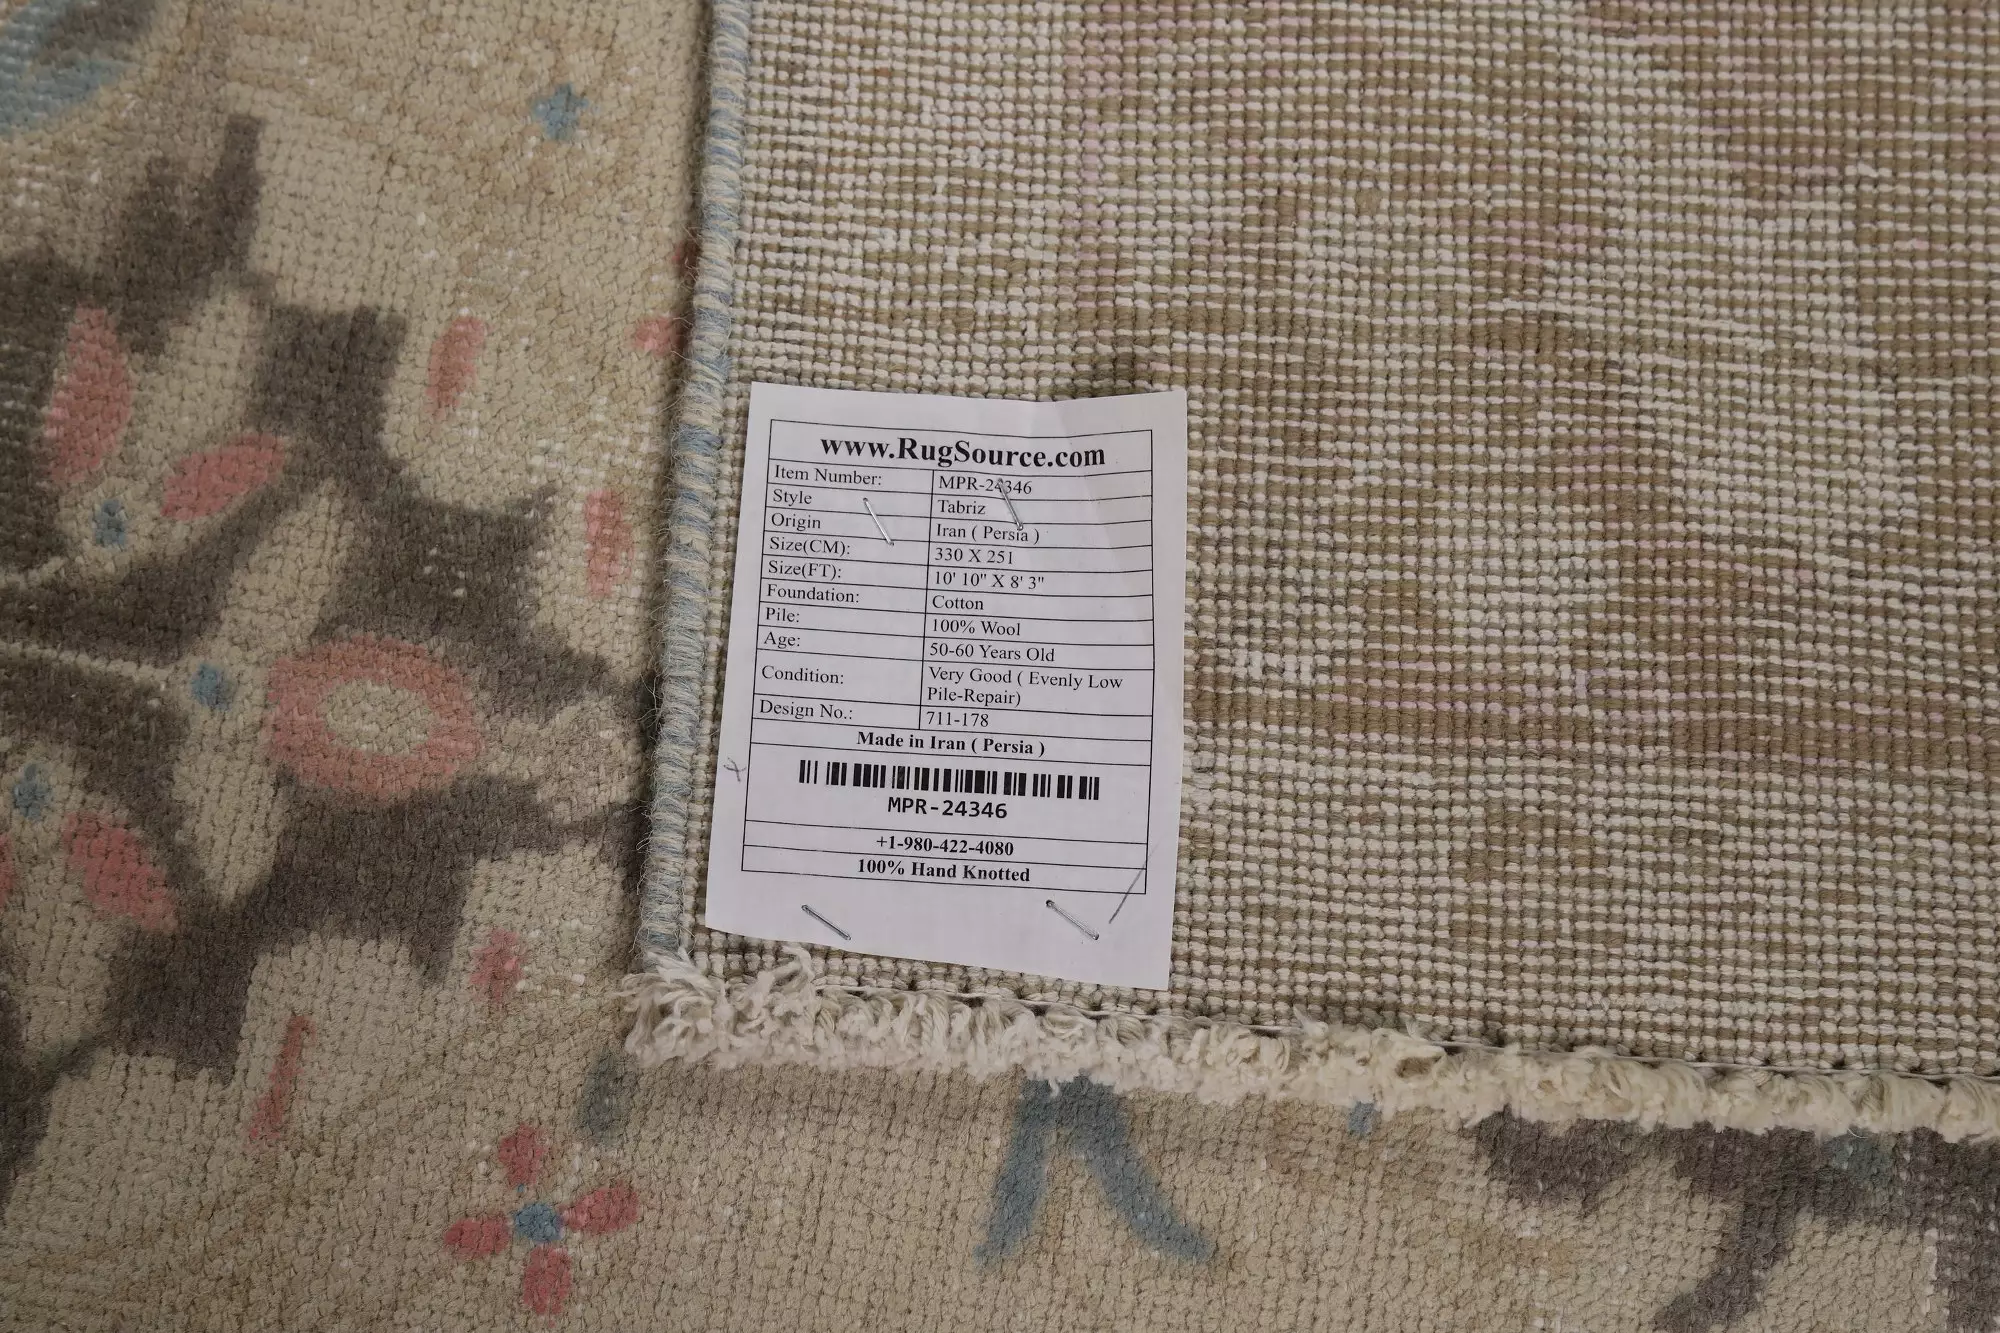 www.RugSource.com
Item Number: MPR-24346
Style Tabriz
Origin Iran ( Persia )
Size(CM): 330 X 251
Size(FT): 10' 10" X 8' 3"
Foundation: Cotton
Pile: 100% Wool
Age: 50-60 Years Old
Condition: Very Good ( Evenly Low
Pile-Repair)
Design No.: 711-178
Made in Iran ( Persia )
MPR-24346
+1-980-422-4080
100% Hand Knotted